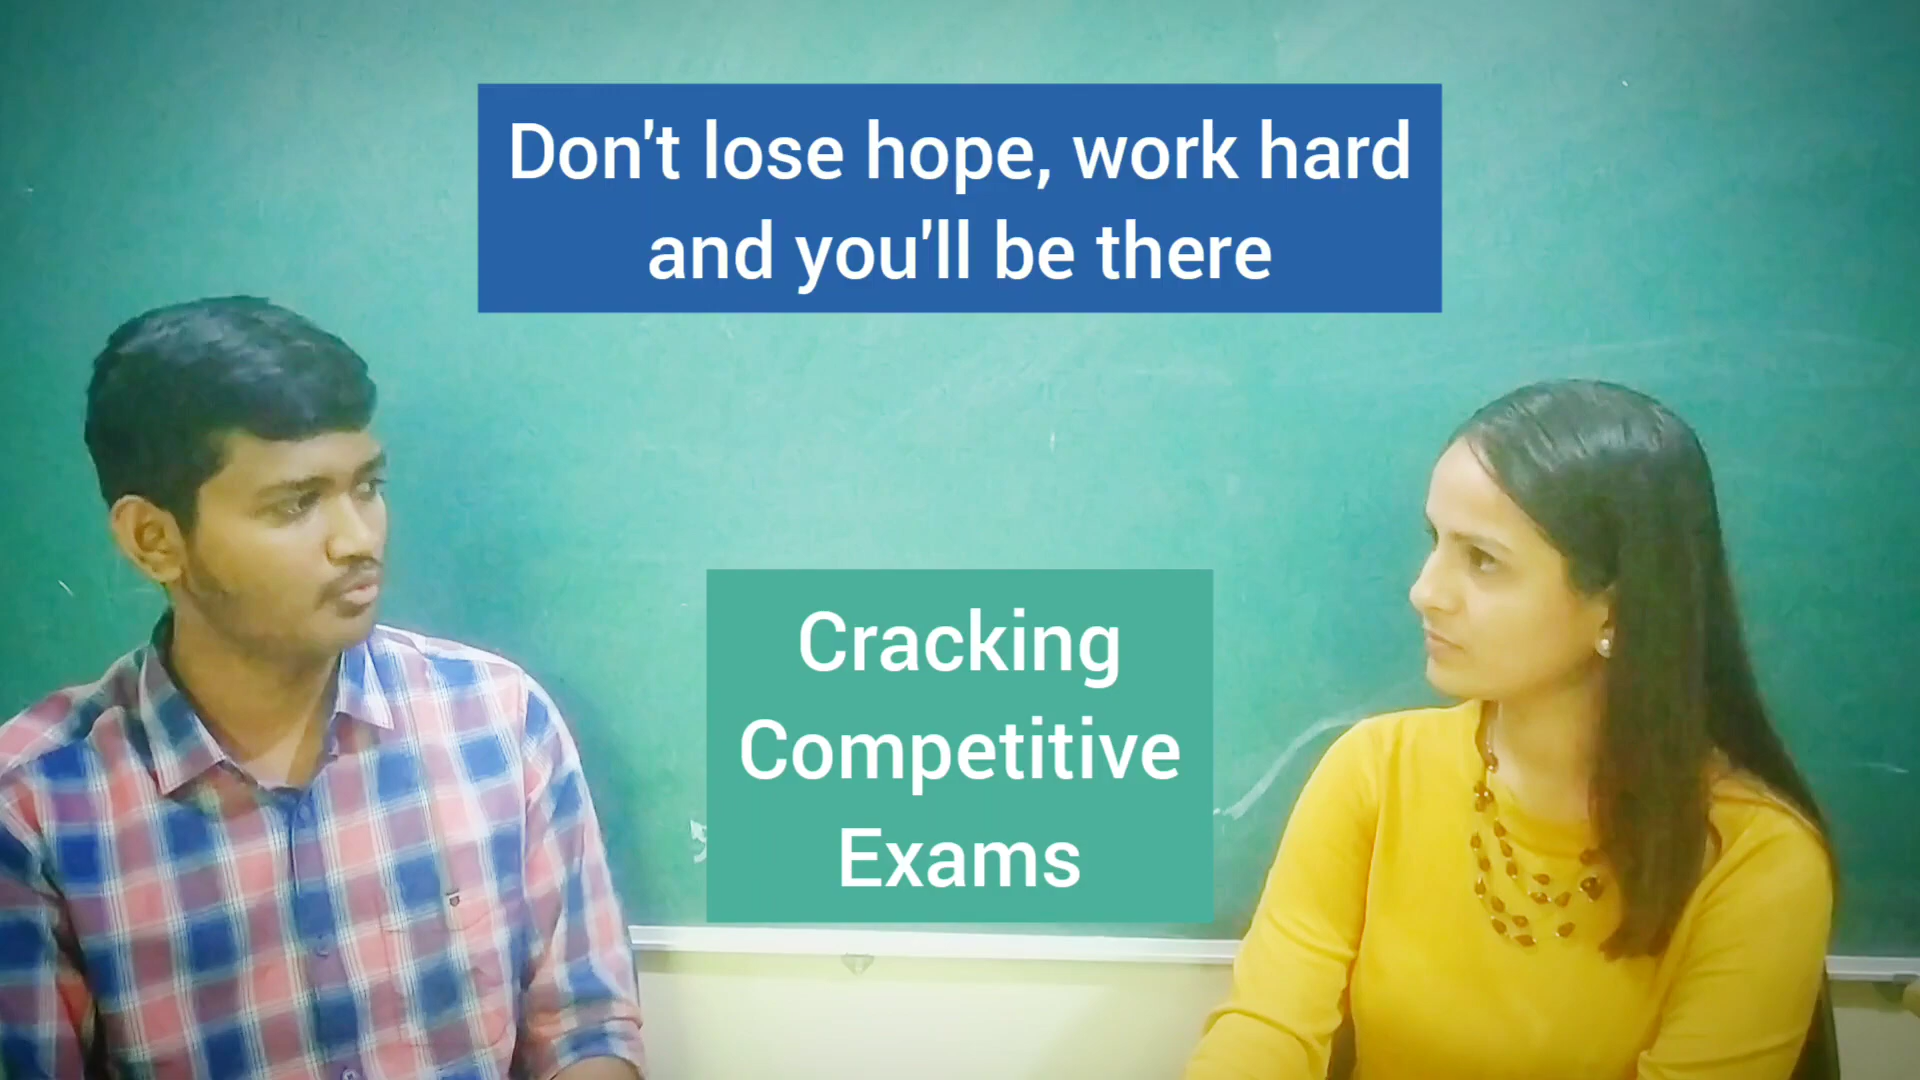 Don't lose hope, work hard
and you'll be there
Cracking
Competitive
Exams